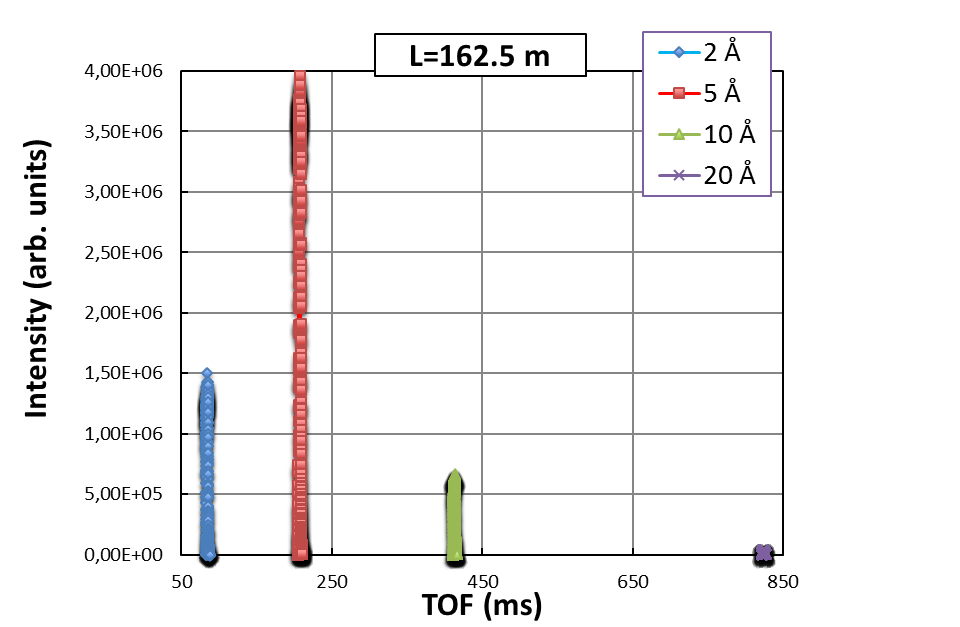 L=162.5 m
2 Å
5 Å
10 Å
20 Å
Intensity (arb. units)
4,00E+06
3,50E+06
3,00E+06
2,50E+06
2,00E+06
1,50E+06
1,00E+06
5,00E+05
0,00E+00
50 250 450 650 850
TOF (ms)